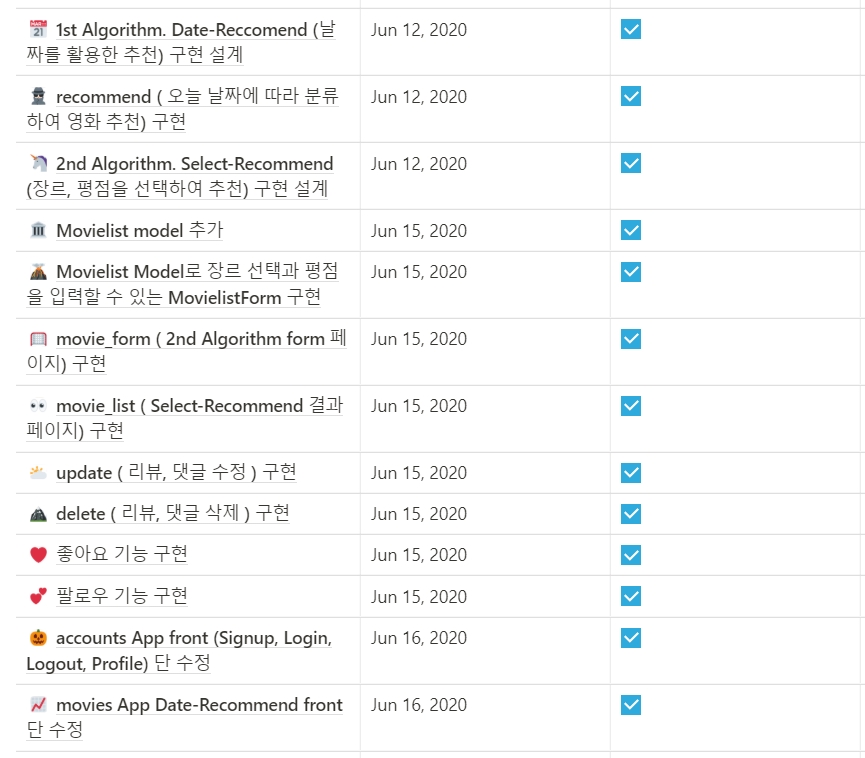 1st Algorithm. Date-Reccomend (날
짜를 활용한 추천) 구현 설계
Jun 12, 2020
recommend ( 오늘 날짜에 따라 분류
하여 영화 추천) 구현
Jun 12, 2020
2nd Algorithm. Select-Recommend
(장르, 평점을 선택하여 추천) 구현 설계
Jun 12, 2020
Movielist model 추가
Jun 15, 2020
Movielist Model로 장르 선택과 평점
을 입력할 수 있는 MovielistForm 구현
Jun 15, 2020
movie_form ( 2nd Algorithm form 페
이지) 구현
Jun 15, 2020
movie_list ( Select-Recommend 결과
페이지) 구현
Jun 15, 2020
update ( 리뷰, 댓글 수정 ) 구현
Jun 15, 2020
delete ( 리뷰, 댓글 삭제 ) 구현
Jun 15, 2020
좋아요 기능 구현
Jun 15, 2020
팔로우 기능 구현
Jun 15, 2020
accounts App front (Signup, Login,
Logout, Profile) 단 수정
Jun 16, 2020
movies App Date-Recommend front
단 수정
Jun 16, 2020